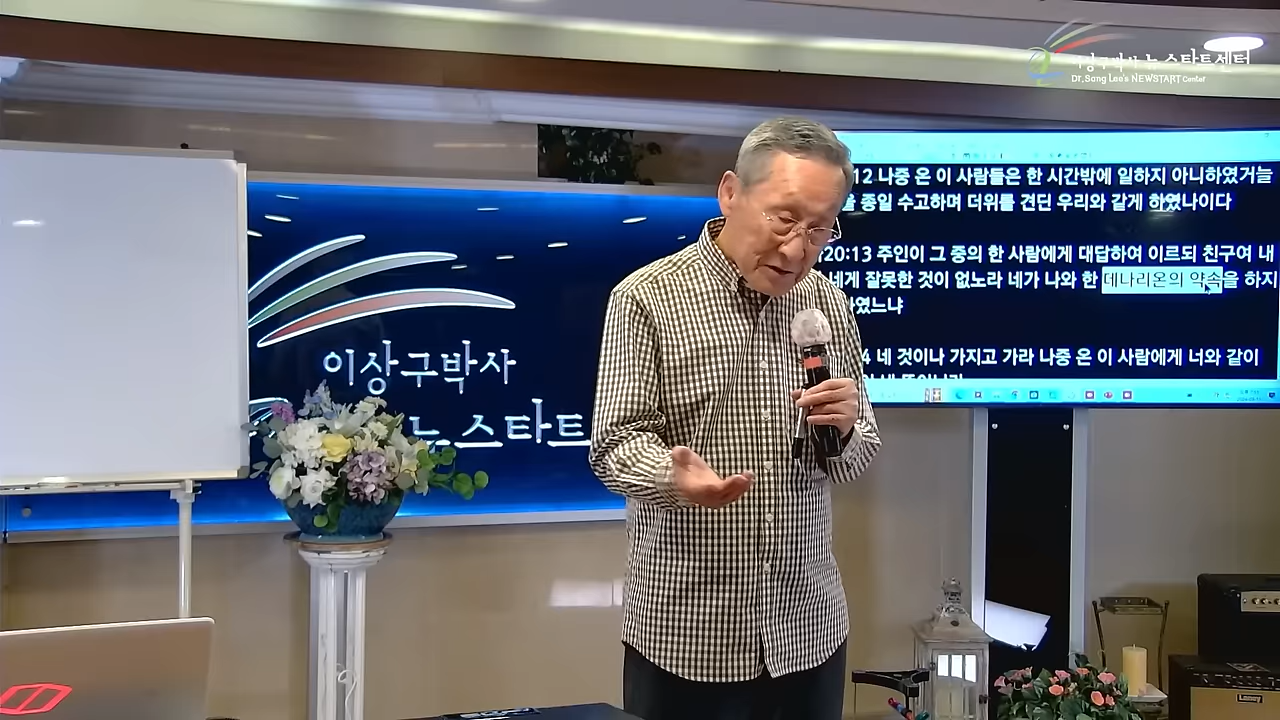 이상구박사 뉴스타트센터
Dr. Sang Lee's NEWSTART Center
12 나중 온 이 사람들은 한 시간밖에 일하지 아니하였거늘
종일 수고하며 더위를 견딘 우리와 같게 하였나이다
20:13 주인이 그 중의 한 사람에게 대답하여 이르되 친구여 내
네게 잘못한 것이 없노라 네가 나와 한 데나리온의 약속을 하지
였느냐
4 네 것이나 가지고 가라 나중 온 이 사람에게 너와 같이
이상구박사
뉴스타트
Laney